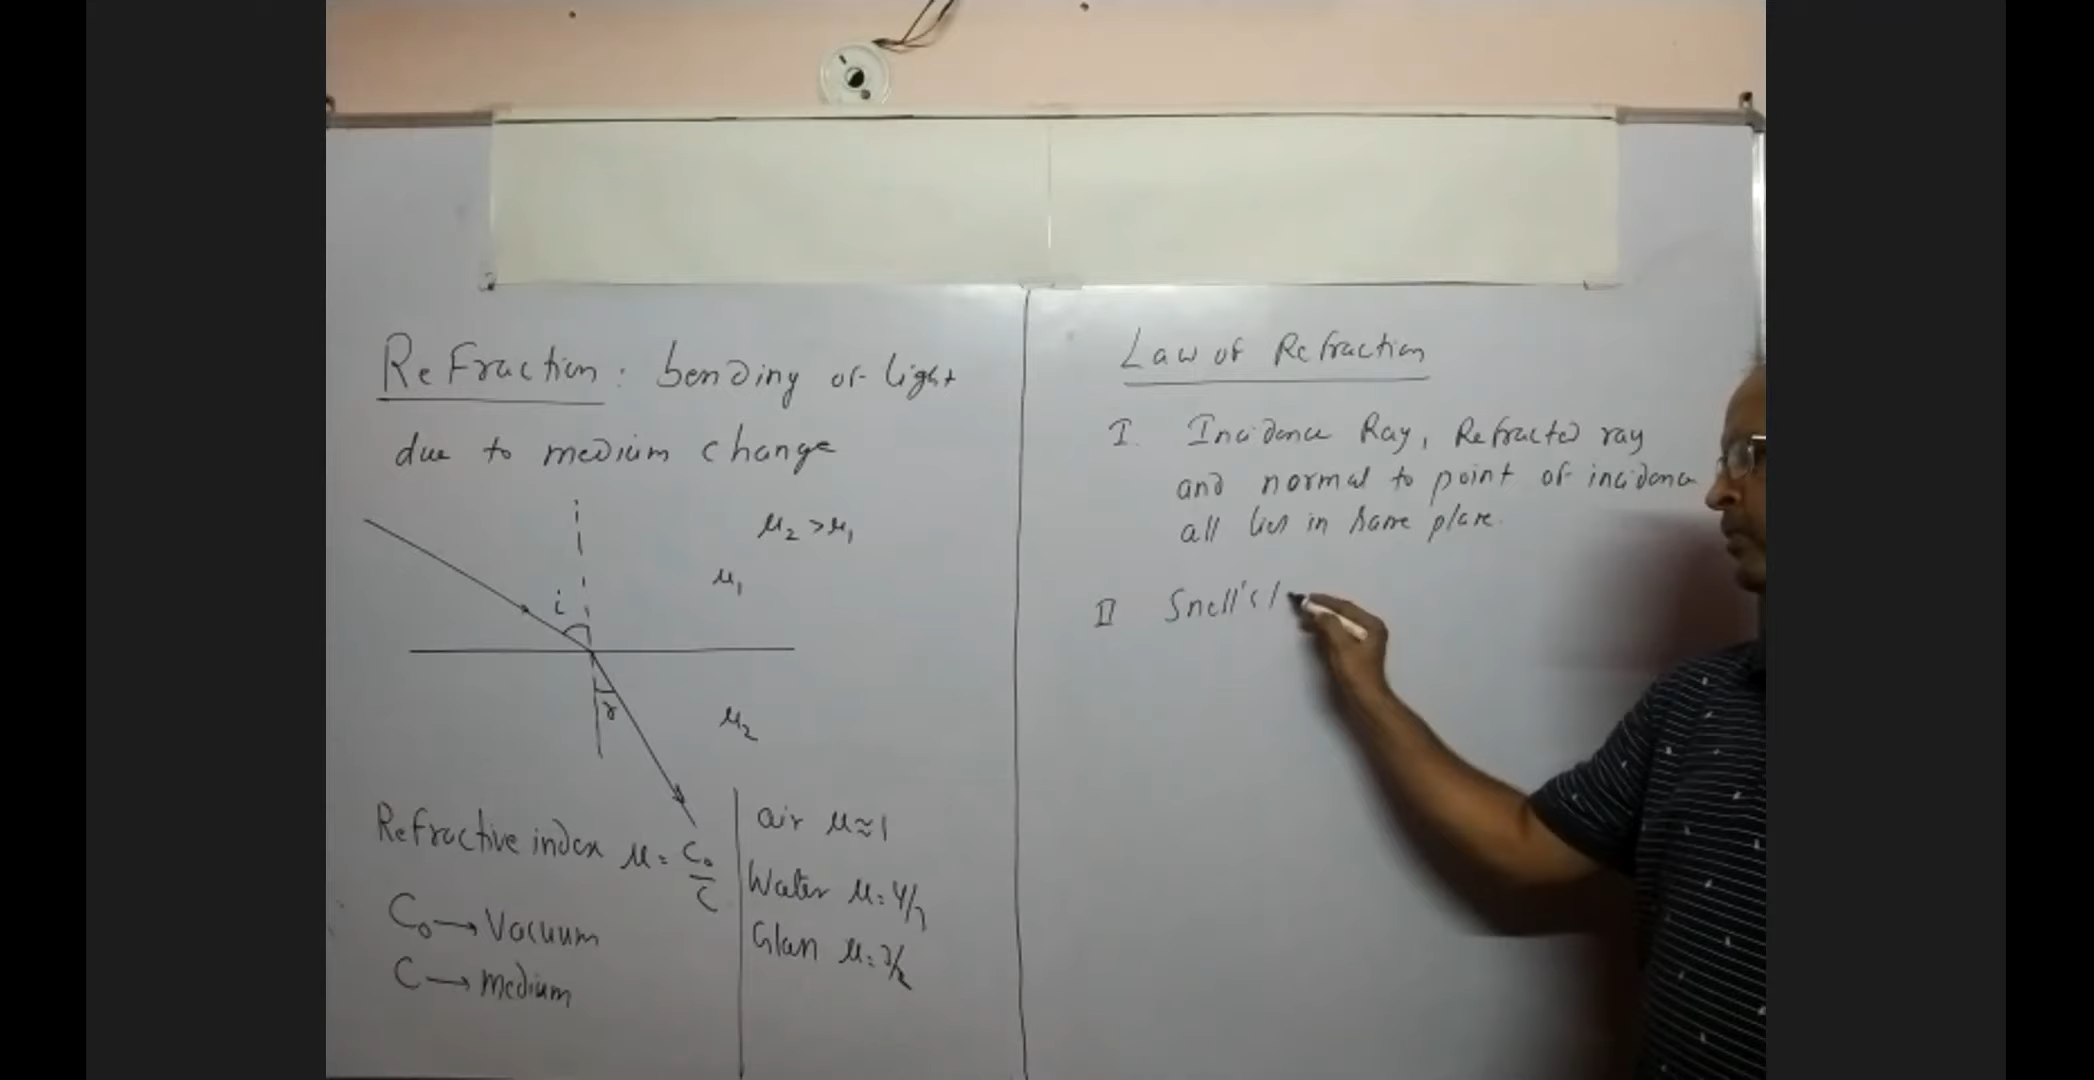 Refraction: bending of light
due to medium change
μ2 > μ1
μ1
i
r
μ2
Refractive index μ = C0/C
C0 → Vacuum
C → medium
air μ ≈ 1
Water μ = 4/3
Glass μ = 3/2
Law of Refraction
I. Incidence Ray, Refracted ray
and normal to point of incidence
all lies in same plane.
II Snell's l